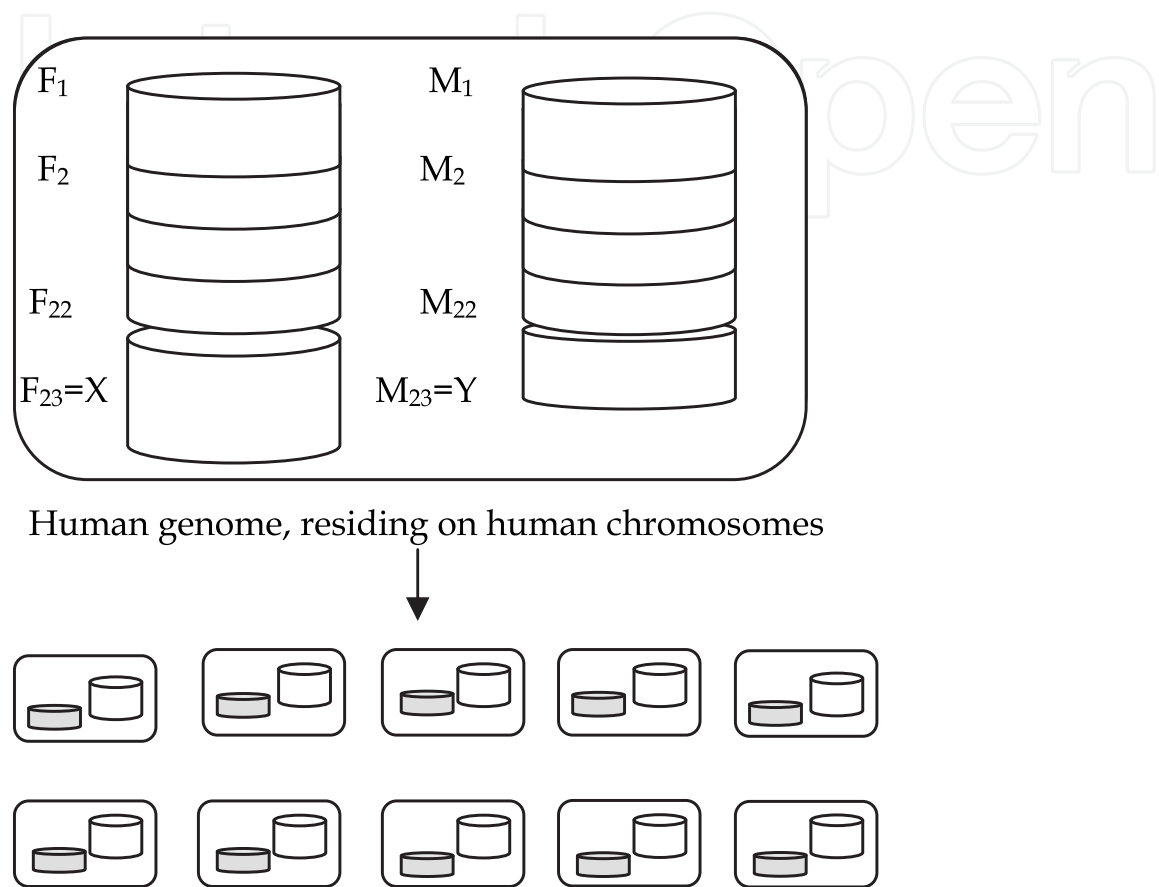 F₁ M₁
F₂ M₂
F₂₂ M₂₂
F₂₃=X M₂₃=Y
Human genome, residing on human chromosomes